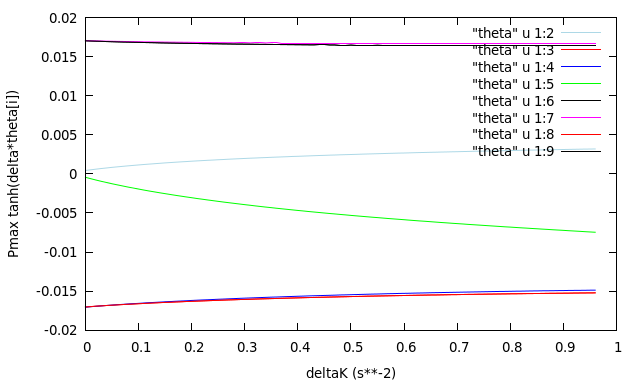 0.02
0.015
0.01
0.005
0
-0.005
-0.01
-0.015
-0.02
Pmax tanh(delta*theta[i])
"theta" u 1:2
"theta" u 1:3
"theta" u 1:4
"theta" u 1:5
"theta" u 1:6
"theta" u 1:7
"theta" u 1:8
"theta" u 1:9
0 0.1 0.2 0.3 0.4 0.5 0.6 0.7 0.8 0.9 1
deltaK (s**-2)